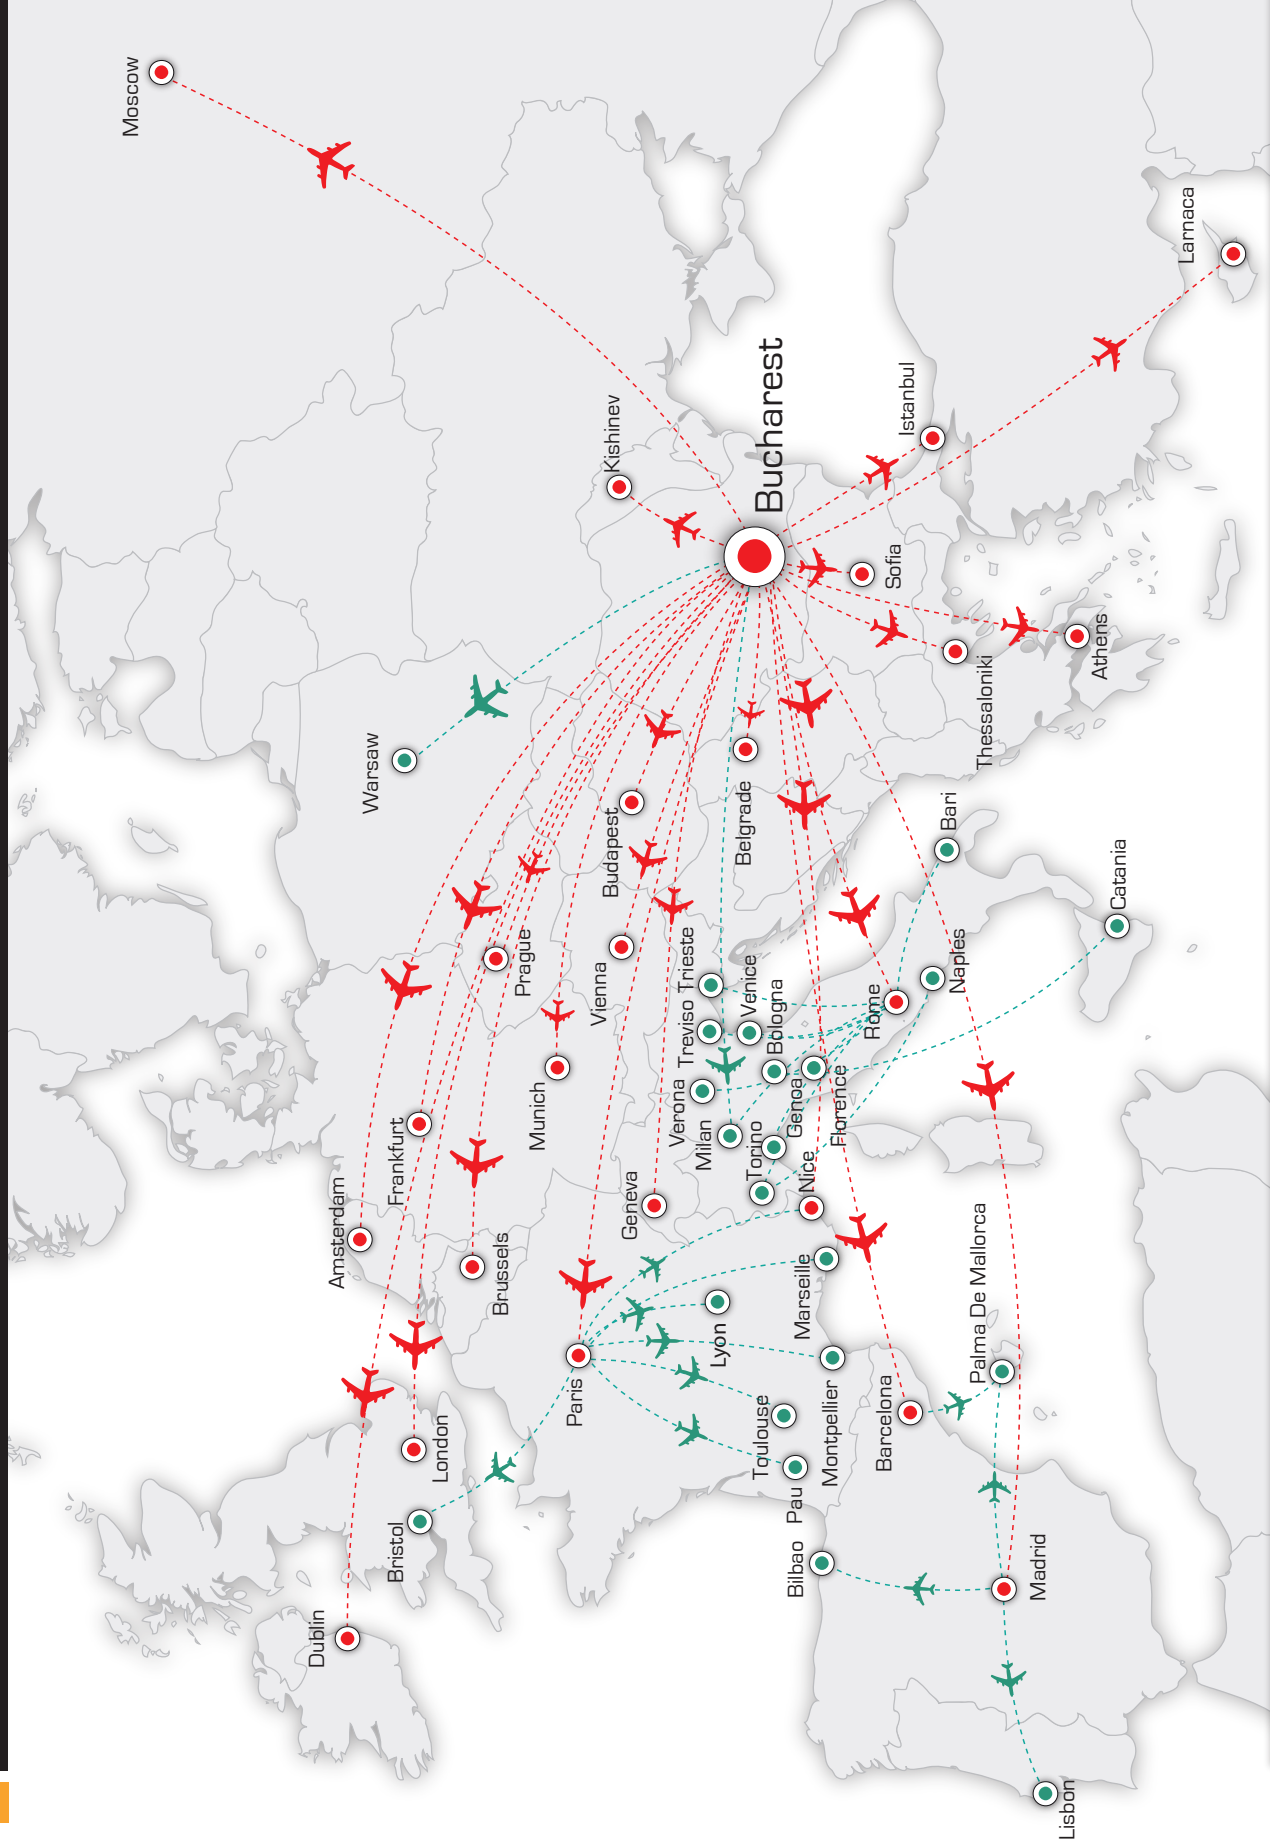 Moscow
Larnaca
Kishinev
Istanbul
Bucharest
Sofia
Warsaw
Athens
Thessaloniki
Belgrade
Budapest
Bari
Catania
Prague
Vienna
Trieste
Naples
Treviso
Venice
Bologna
Rome
Munich
Verona
Milan
Genoa
Florence
Torino
Frankfurt
Nice
Geneva
Amsterdam
Brussels
Marseille
Palma De Mallorca
Lyon
Paris
Toulouse
Montpellier
Barcelona
London
Pau
Bristol
Bilbao
Madrid
Dublin
Lisbon